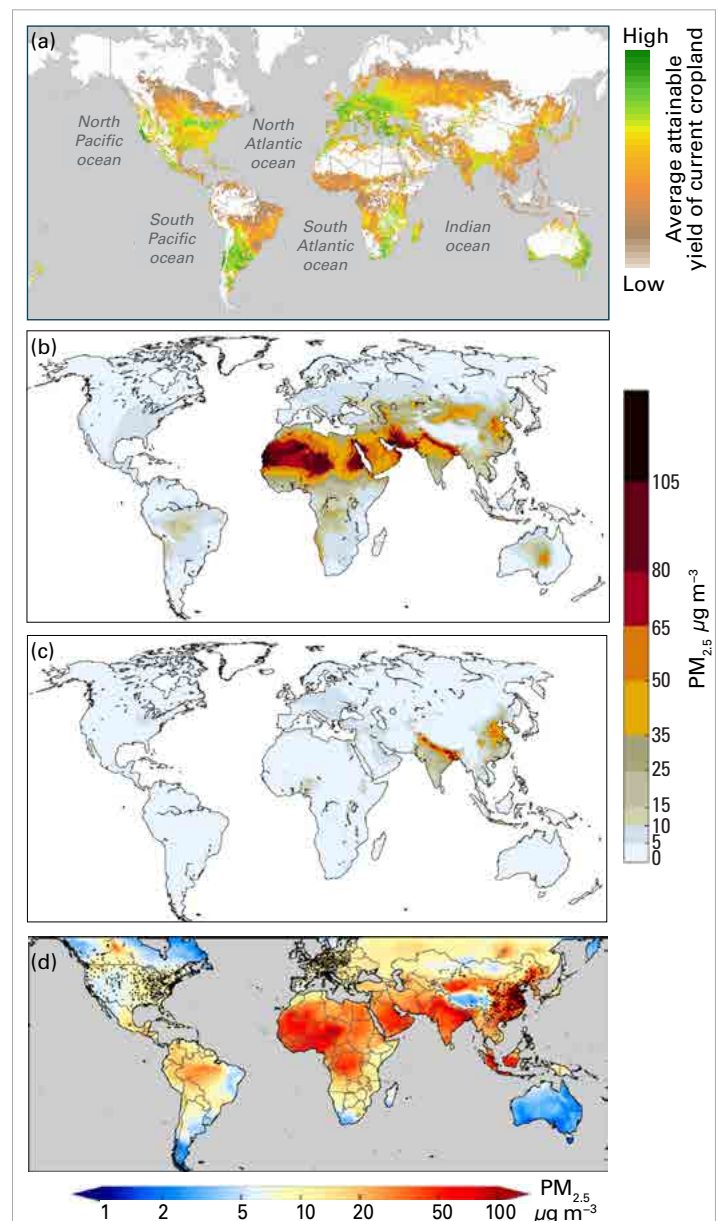 (a)
North
Pacific
ocean
North
Atlantic
ocean
South
Pacific
ocean
South
Atlantic
ocean
Indian
ocean
High
Average attainable
yield of current cropland
Low
(b)
(c)
105
80
65
50
35
25
15
10
5
0
PM2.5 µg m−3
(d)
1
2
5
10
20
50
100
PM2.5
µg m−3